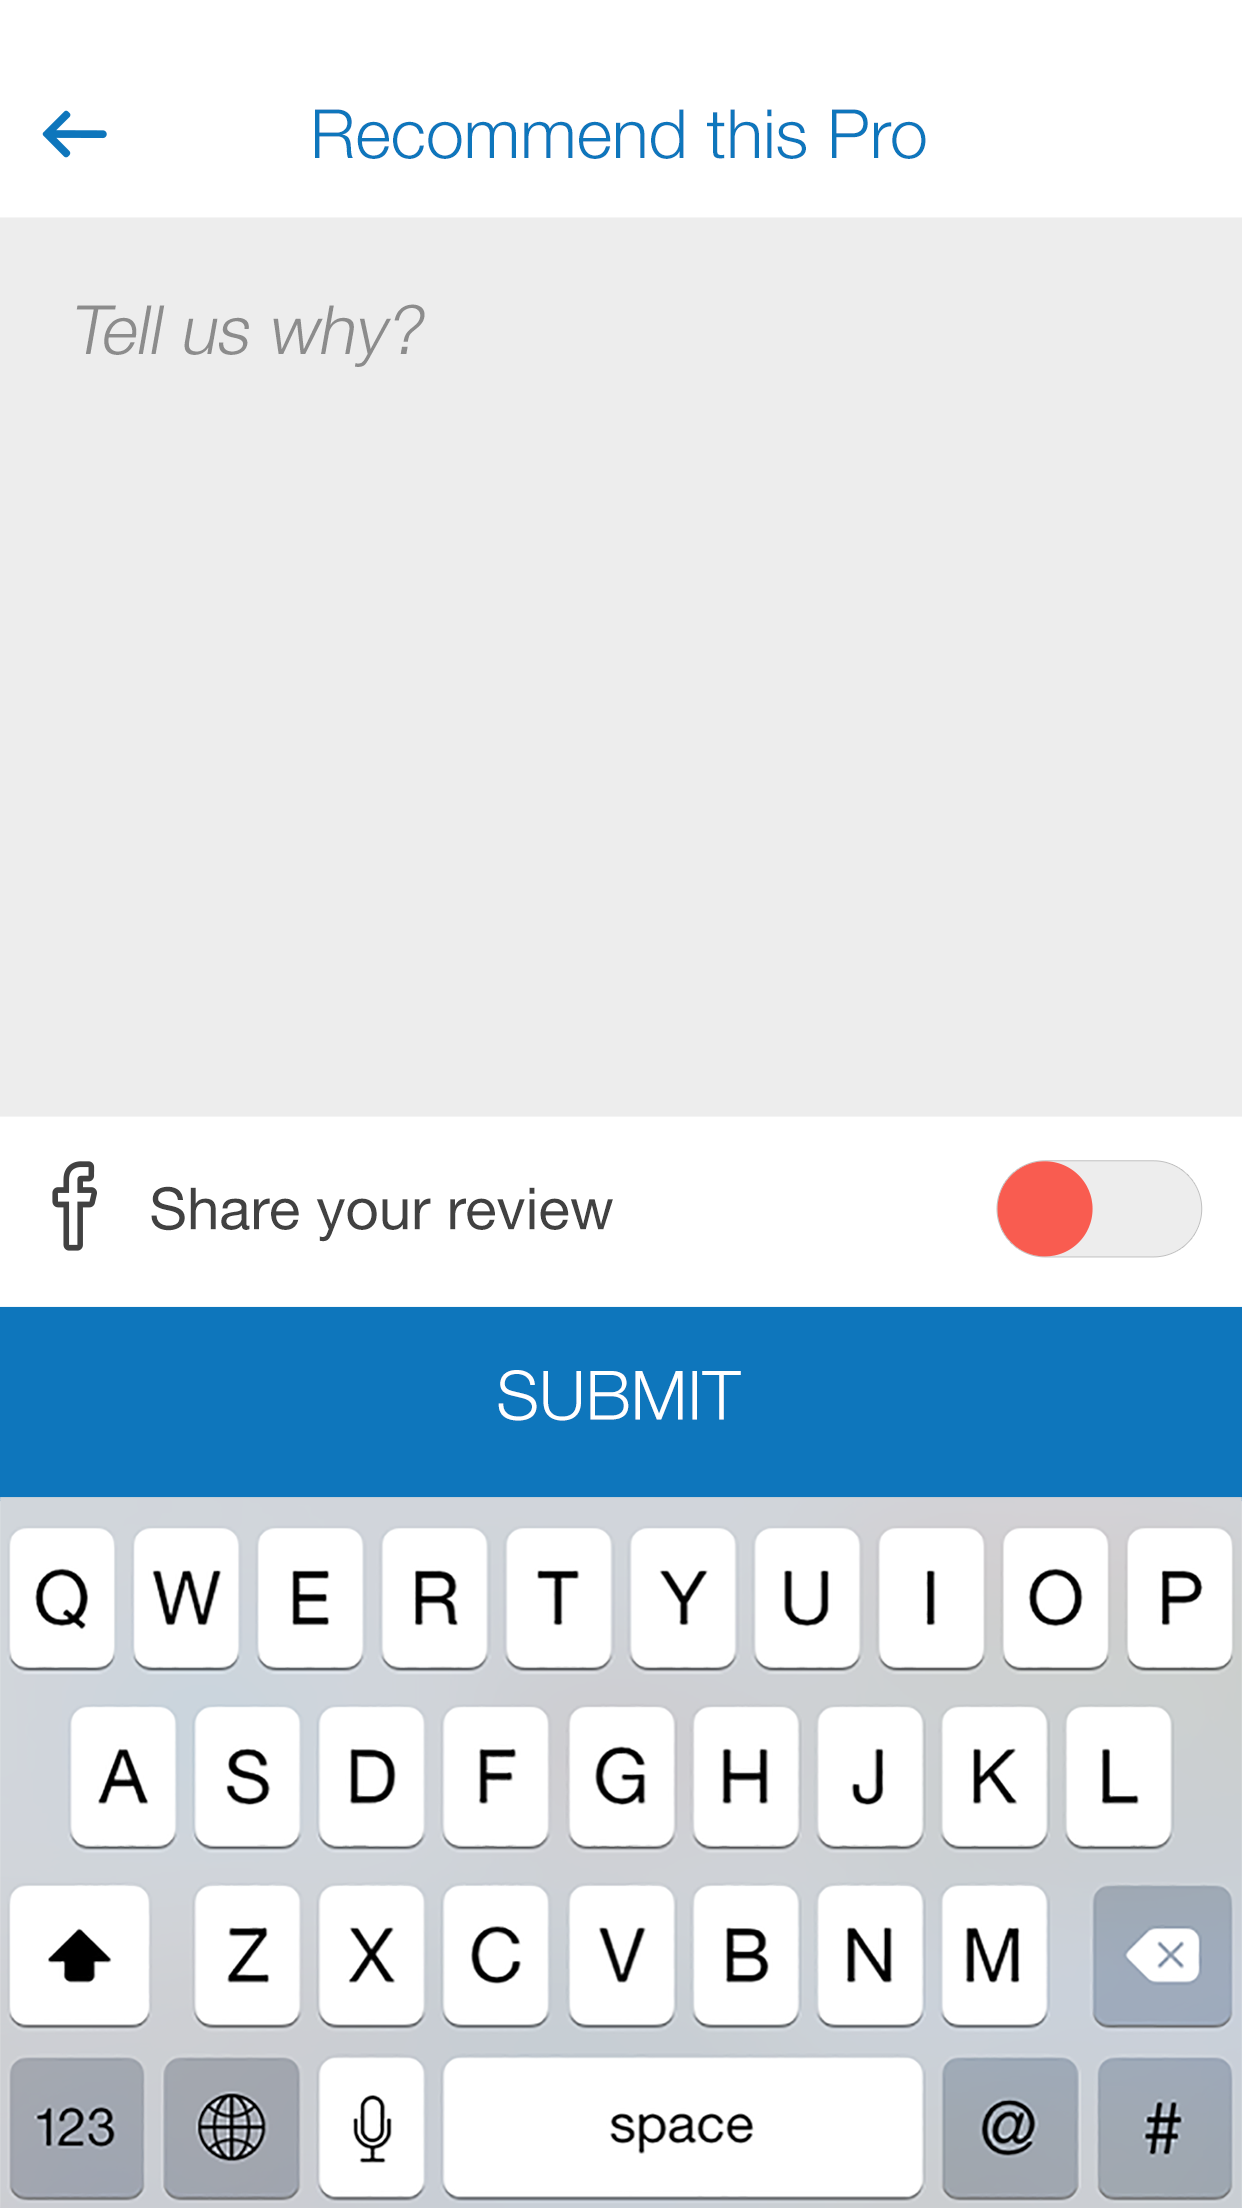 Recommend this Pro
Tell us why?
Share your review
SUBMIT
Q W E R T Y U I O P
A S D F G H J K L
Z X C V B N M
123 space @ #